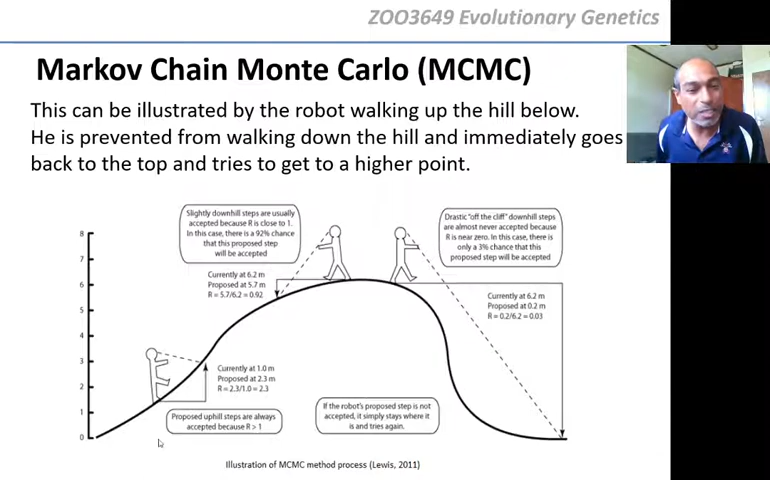 ZOO3649 Evolutionary Genetics
Markov Chain Monte Carlo (MCMC)
This can be illustrated by the robot walking up the hill below.
He is prevented from walking down the hill and immediately goes
back to the top and tries to get to a higher point.
Slightly downhill steps are usually
accepted because R is close to 1.
In this case, there is a 92% chance
that this proposed step
will be accepted
Drastic "off the cliff" downhill steps
are almost never accepted because
R is near zero. In this case, there is
only a 3% chance that this
proposed step will be accepted
Currently at 6.2 m
Proposed at 5.7 m
R = 5.7/6.2 = 0.92
Currently at 6.2 m
Proposed at 0.2 m
R = 0.2/6.2 = 0.03
8
7
6
5
4
3
2
1
0
Currently at 1.0 m
Proposed at 2.3 m
R = 2.3/1.0 = 2.3
Proposed uphill steps are always
accepted because R > 1
If the robot's proposed step is not
accepted, it simply stays where it
is and tries again.
Illustration of MCMC method process (Lewis, 2011)